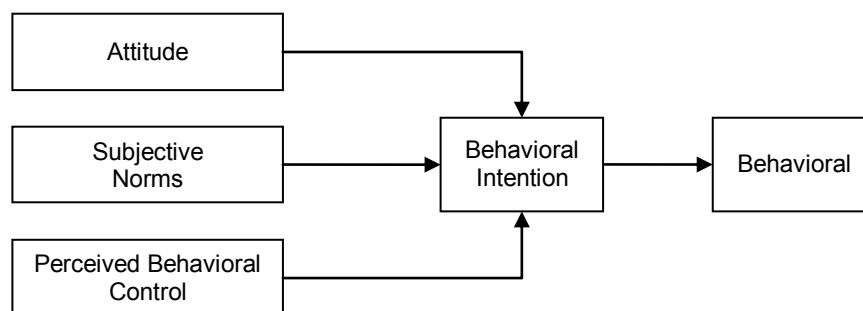 Attitude
Subjective
Norms
Perceived Behavioral
Control
Behavioral
Intention
Behavioral